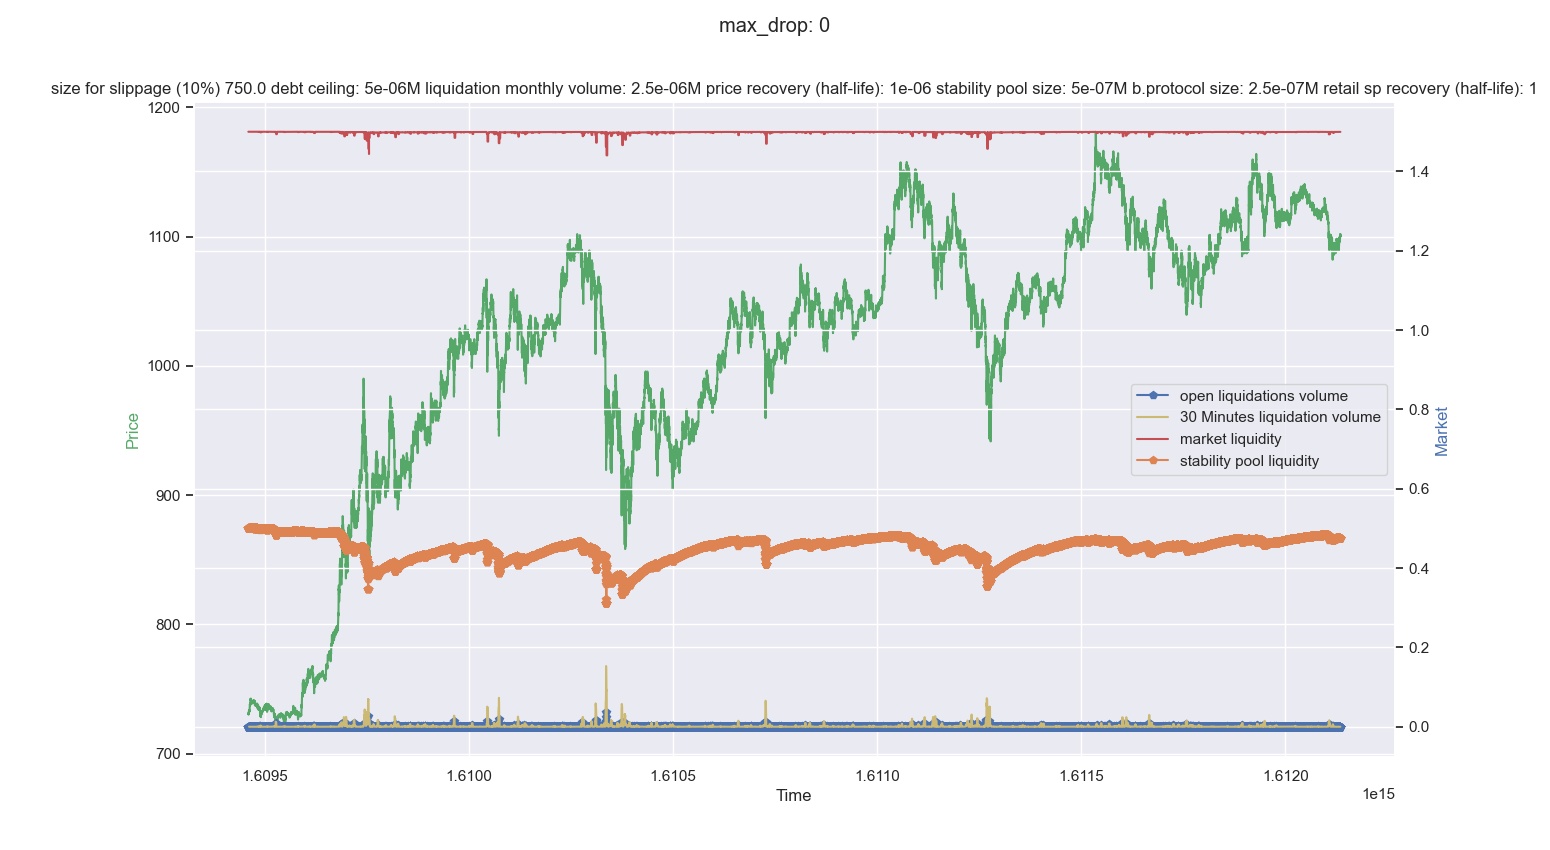 max_drop: 0
size for slippage (10%) 750.0 debt ceiling: 5e-06M liquidation monthly volume: 2.5e-06M price recovery (half-life): 1e-06 stability pool size: 5e-07M b.protocol size: 2.5e-07M retail sp recovery (half-life): 1
1200
1100
1000
900
800
700
Price
1.4
1.2
1.0
0.8
0.6
0.4
0.2
0.0
Market
open liquidations volume
30 Minutes liquidation volume
market liquidity
stability pool liquidity
1.6095
1.6100
1.6105
1.6110
1.6115
1.6120
Time
1e15